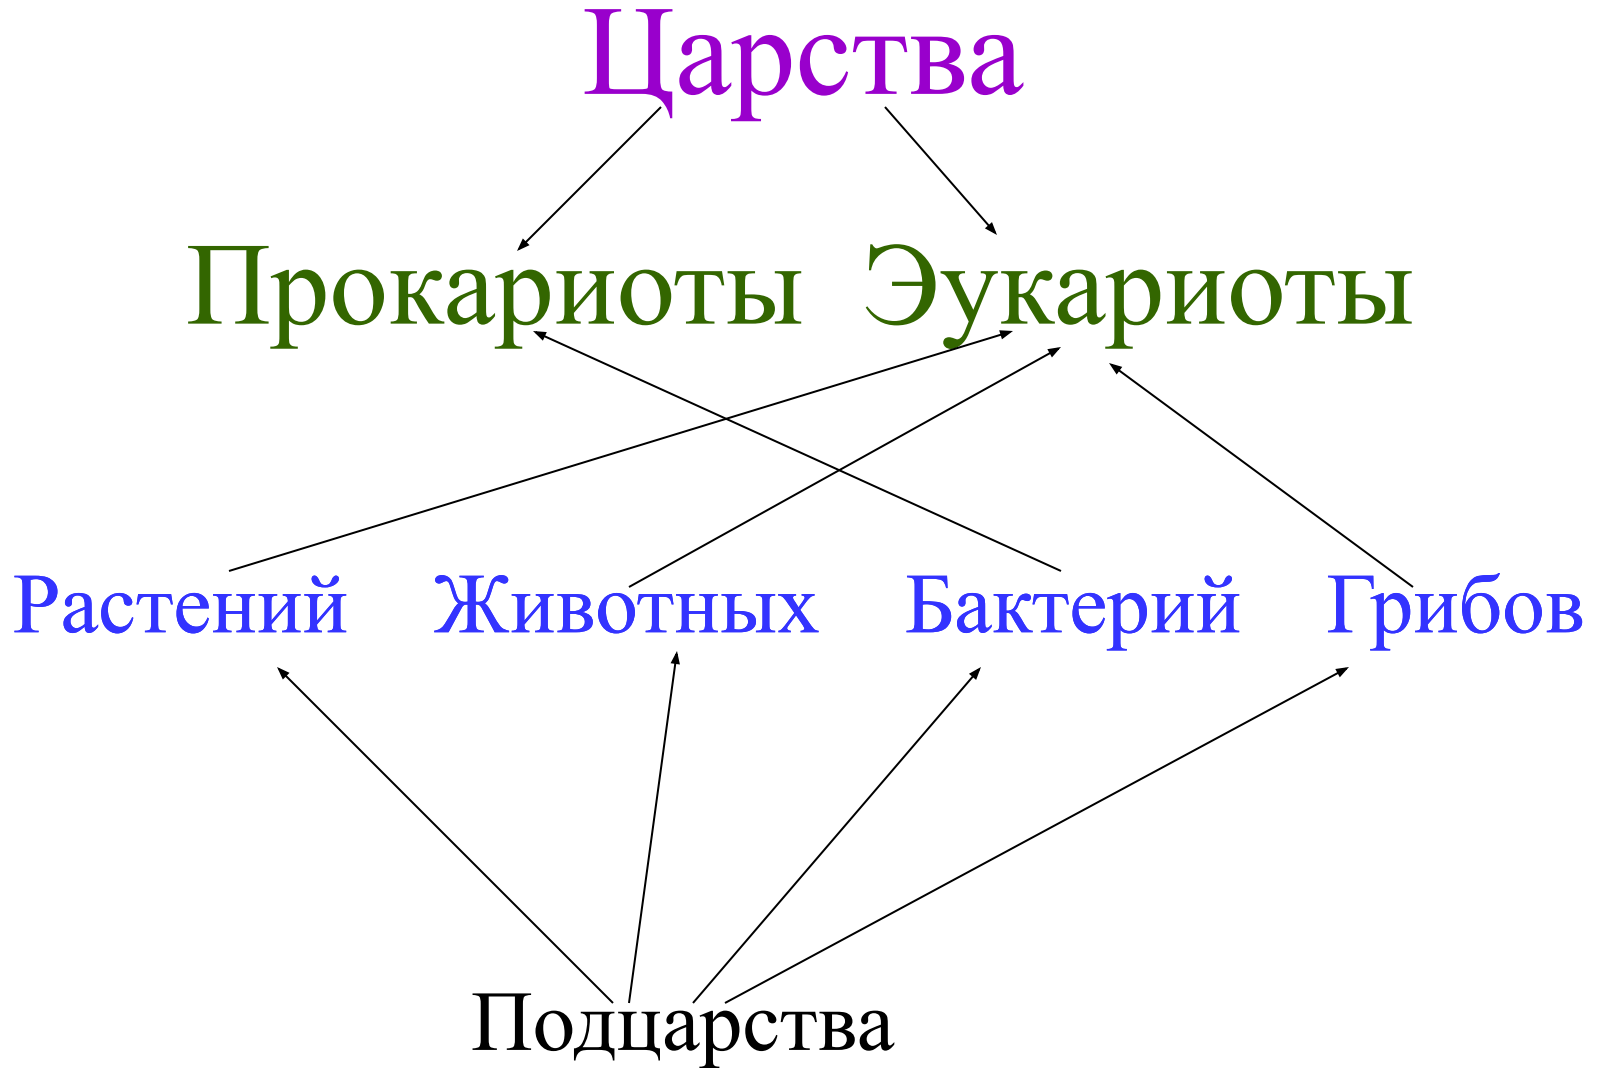 Царства
Прокариоты Эукариоты
Растений Животных Бактерий Грибов
Подцарства